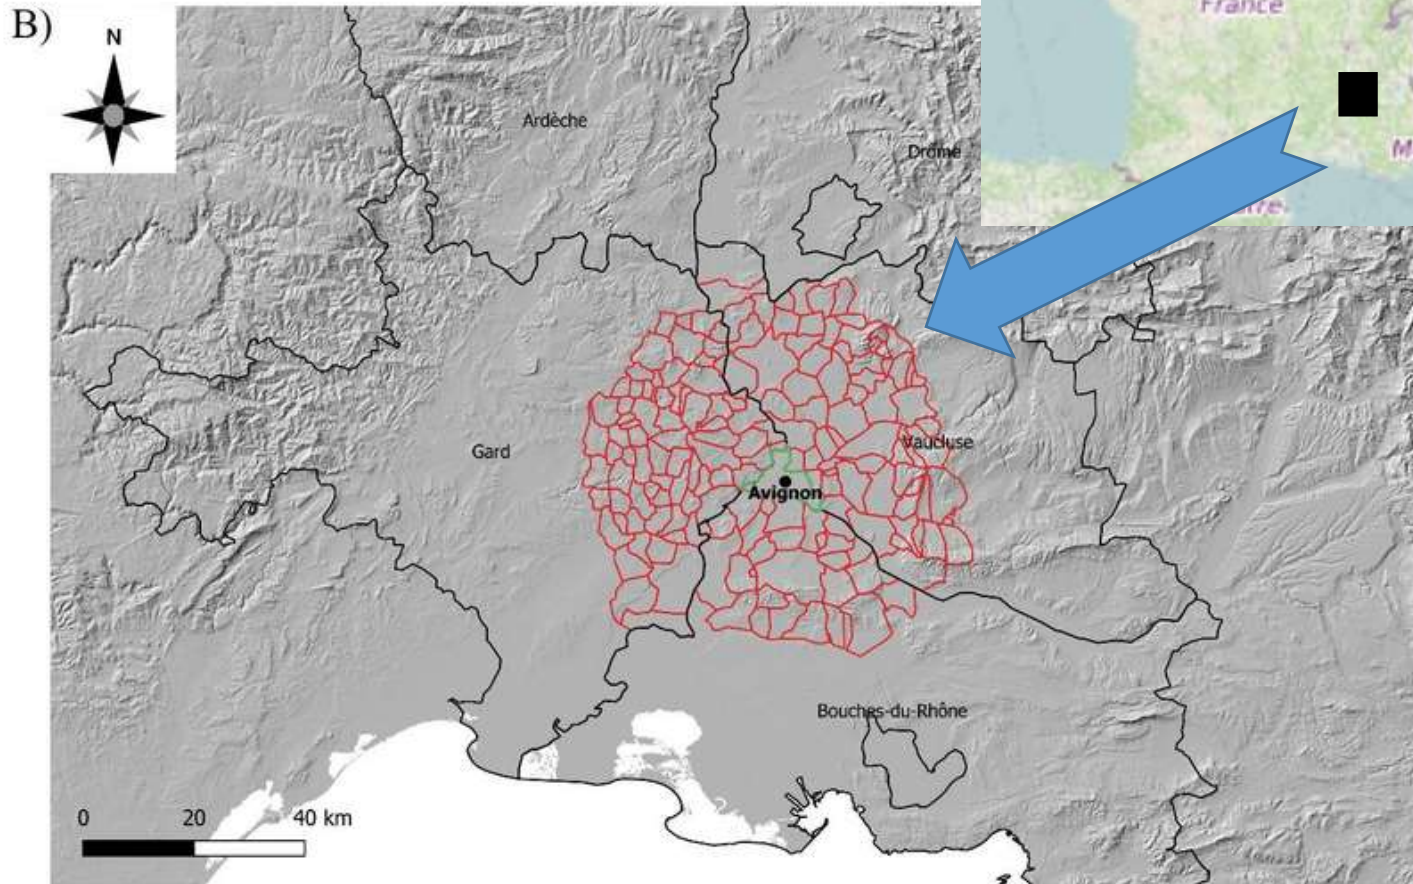 B)
N
France
Ardèche
Drôme
Gard
Vaucluse
Avignon
Bouches-du-Rhône
0 20 40 km